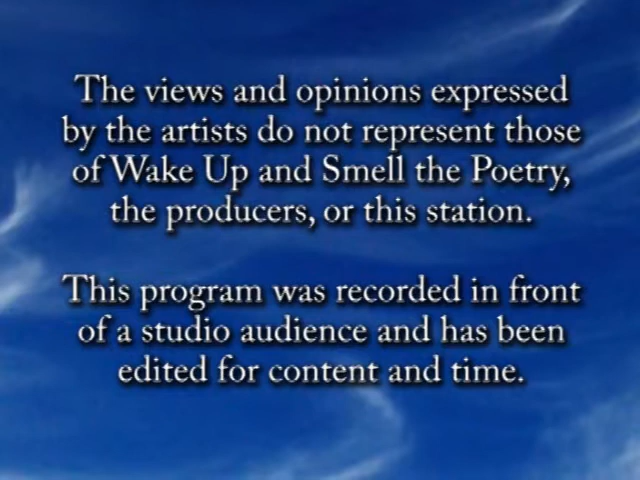 The views and opinions expressed
by the artists do not represent those
of Wake Up and Smell the Poetry,
the producers, or this station.
This program was recorded in front
of a studio audience and has been
edited for content and time.